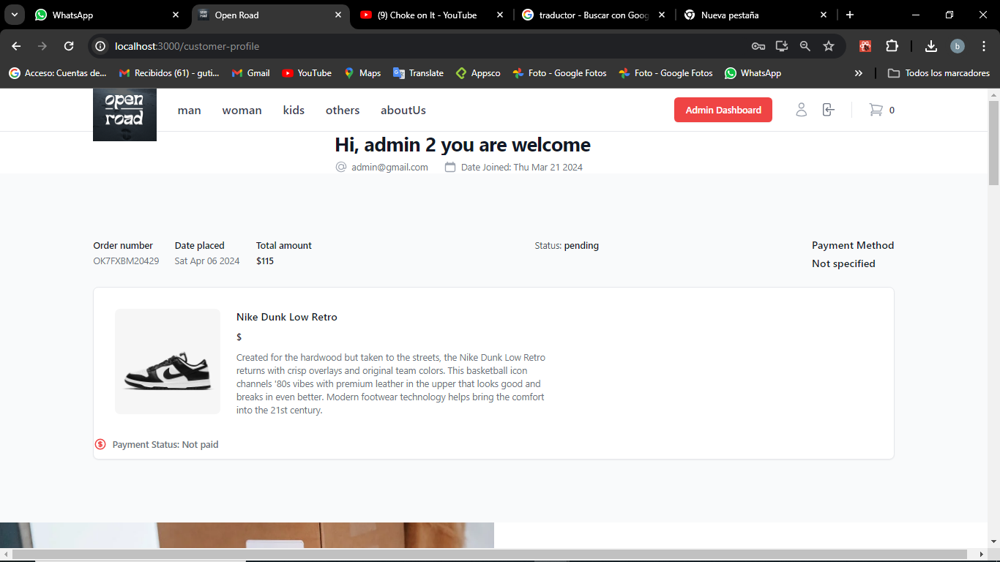 WhatsApp
Open Road
(9) Choke on It - YouTube
traductor - Buscar con Goog
Nueva pestaña
localhost:3000/customer-profile
b
Acceso: Cuentas de...
Recibidos (61) - guti...
Gmail
YouTube
Maps
Translate
Appsco
Foto - Google Fotos
Foto - Google Fotos
WhatsApp
Todos los marcadores
open
road
man
woman
kids
others
aboutUs
Admin Dashboard
0
Hi, admin 2 you are welcome
admin@gmail.com
Date Joined: Thu Mar 21 2024
Order number
Date placed
Total amount
Status: pending
Payment Method
OK7FXBM20429
Sat Apr 06 2024
$115
Not specified
Nike Dunk Low Retro
$
Created for the hardwood but taken to the streets, the Nike Dunk Low Retro
returns with crisp overlays and original team colors. This basketball icon
channels '80s vibes with premium leather in the upper that looks good and
breaks in even better. Modern footwear technology helps bring the comfort
into the 21st century.
Payment Status: Not paid